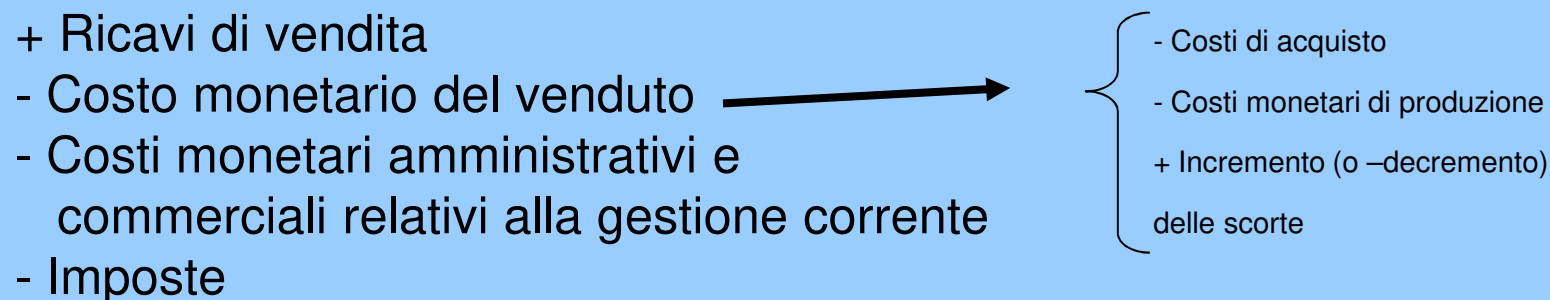 + Ricavi di vendita
- Costo monetario del venduto
- Costi monetari amministrativi e
commerciali relativi alla gestione corrente
- Imposte
- Costi di acquisto
- Costi monetari di produzione
+ Incremento (o –decremento)
delle scorte